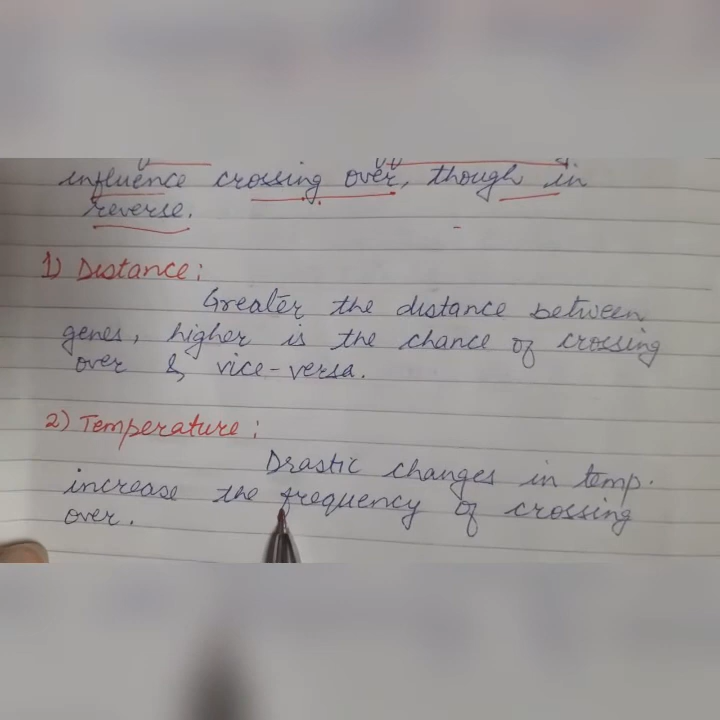 influence crossing over, though in
reverse.
1) Distance:
Greater the distance between
genes, higher is the chance of crossing
over & vice-versa.
2) Temperature:
Drastic changes in temp.
increase the frequency of crossing
over.